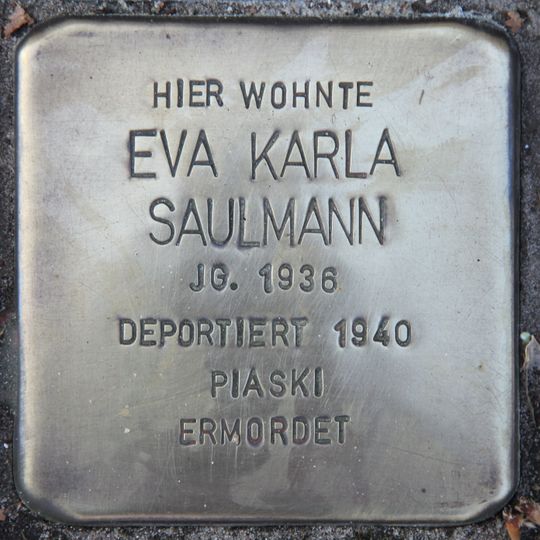 HIER WOHNTE
EVA KARLA
SAULMANN
JG. 1936
DEPORTIERT 1940
PIASKI
ERMORDET